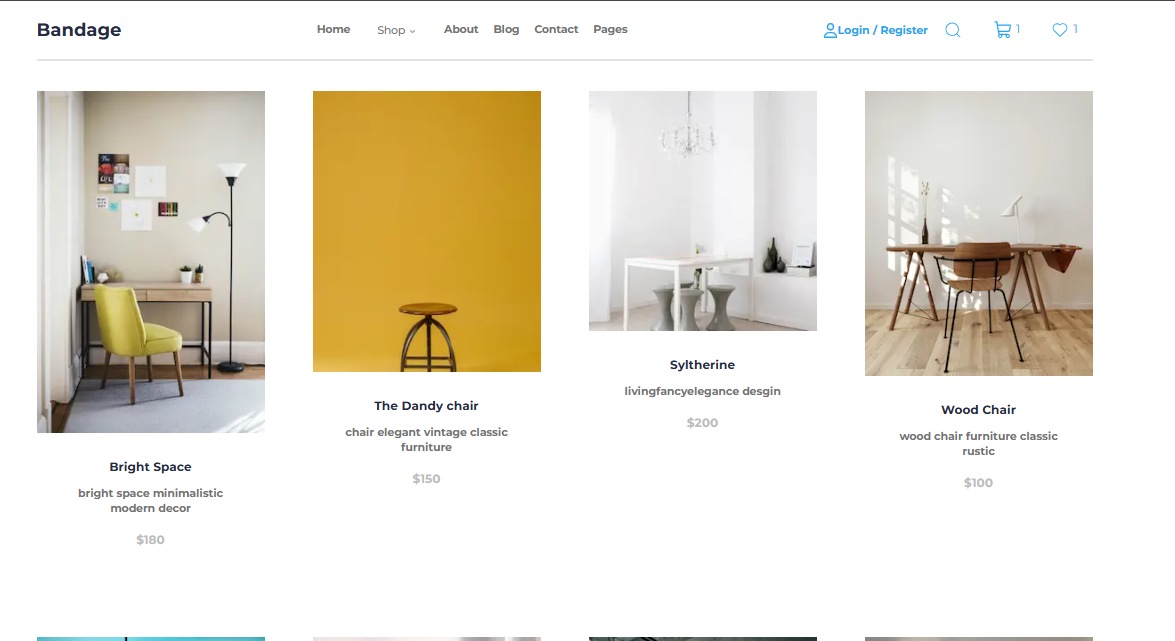 Bandage
Home Shop About Blog Contact Pages
Login / Register 1 1
Bright Space
bright space minimalistic
modern decor
$180
The Dandy chair
chair elegant vintage classic
furniture
$150
Syltherine
livingfancyelegance desgin
$200
Wood Chair
wood chair furniture classic
rustic
$100